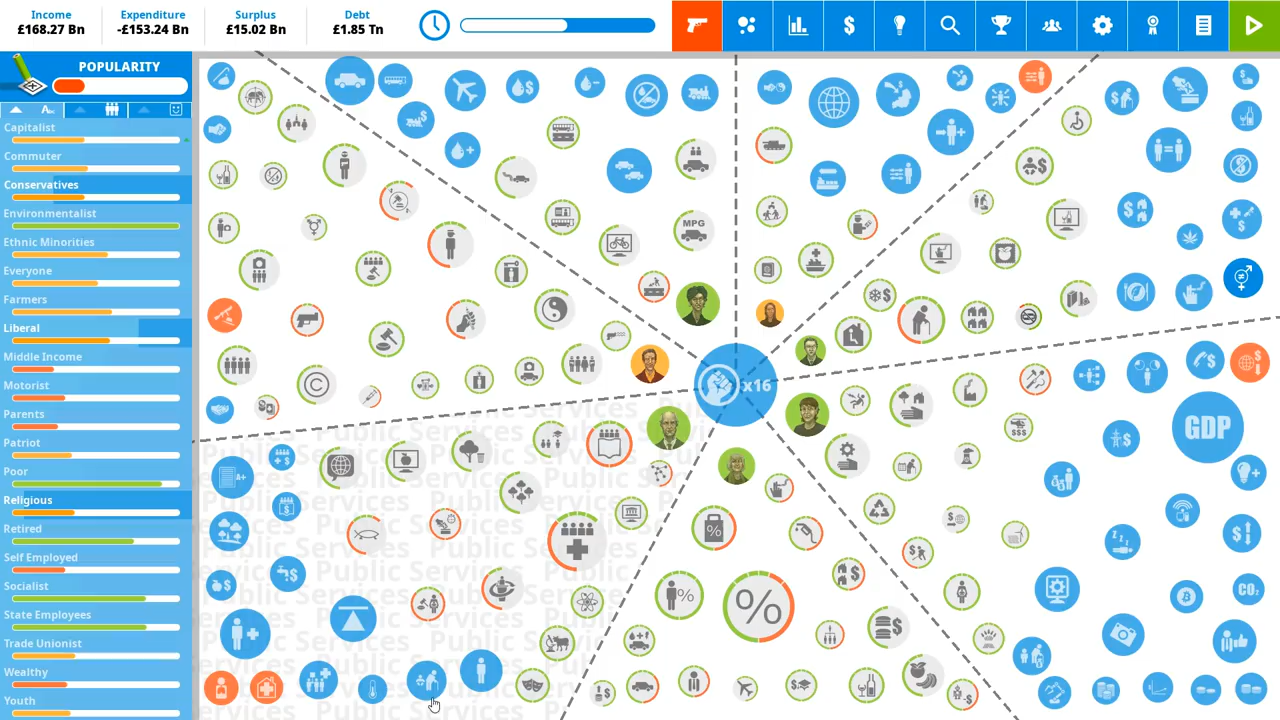 Income
Expenditure
Surplus
Debt
£168.27 Bn
-£153.24 Bn
£15.02 Bn
£1.85 Tn
POPULARITY
Capitalist
Commuter
Conservatives
Environmentalist
Ethnic Minorities
Everyone
Farmers
Liberal
Middle Income
Motorist
Parents
Patriot
Poor
Religious
Retired
Self Employed
Socialist
State Employees
Trade Unionist
Wealthy
Youth
MPG
x16
GDP
A+
$$$
%
%
%
CO₂
zzz
Public Services